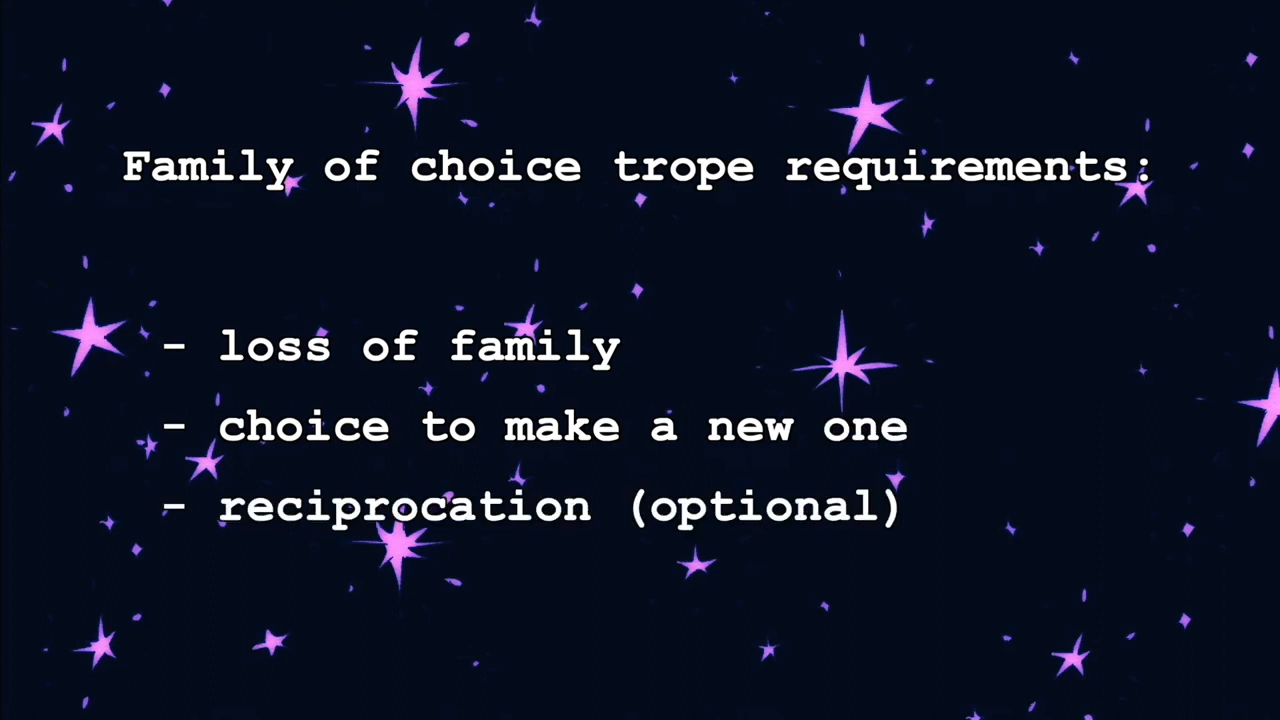 Family of choice trope requirements:
- loss of family
- choice to make a new one
- reciprocation (optional)